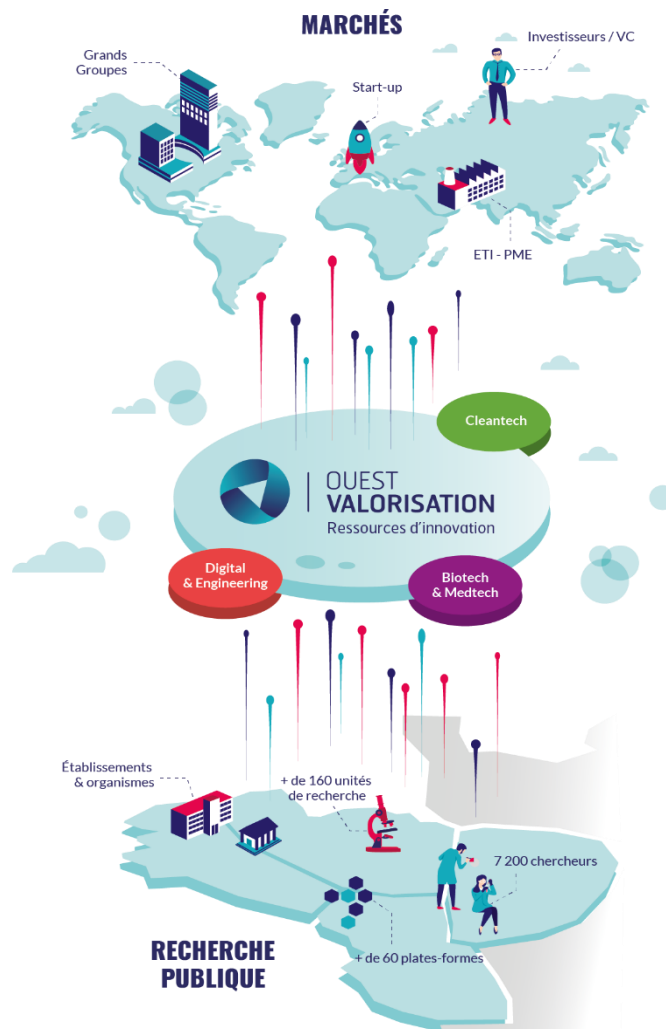 MARCHÉS
Grands
Groupes
Investisseurs / VC
Start-up
ETI - PME
Cleantech
OUEST
VALORISATION
Ressources d'innovation
Digital
& Engineering
Biotech
& Medtech
Établissements
& organismes
+ de 160 unités
de recherche
7 200 chercheurs
+ de 60 plates-formes
RECHERCHE
PUBLIQUE